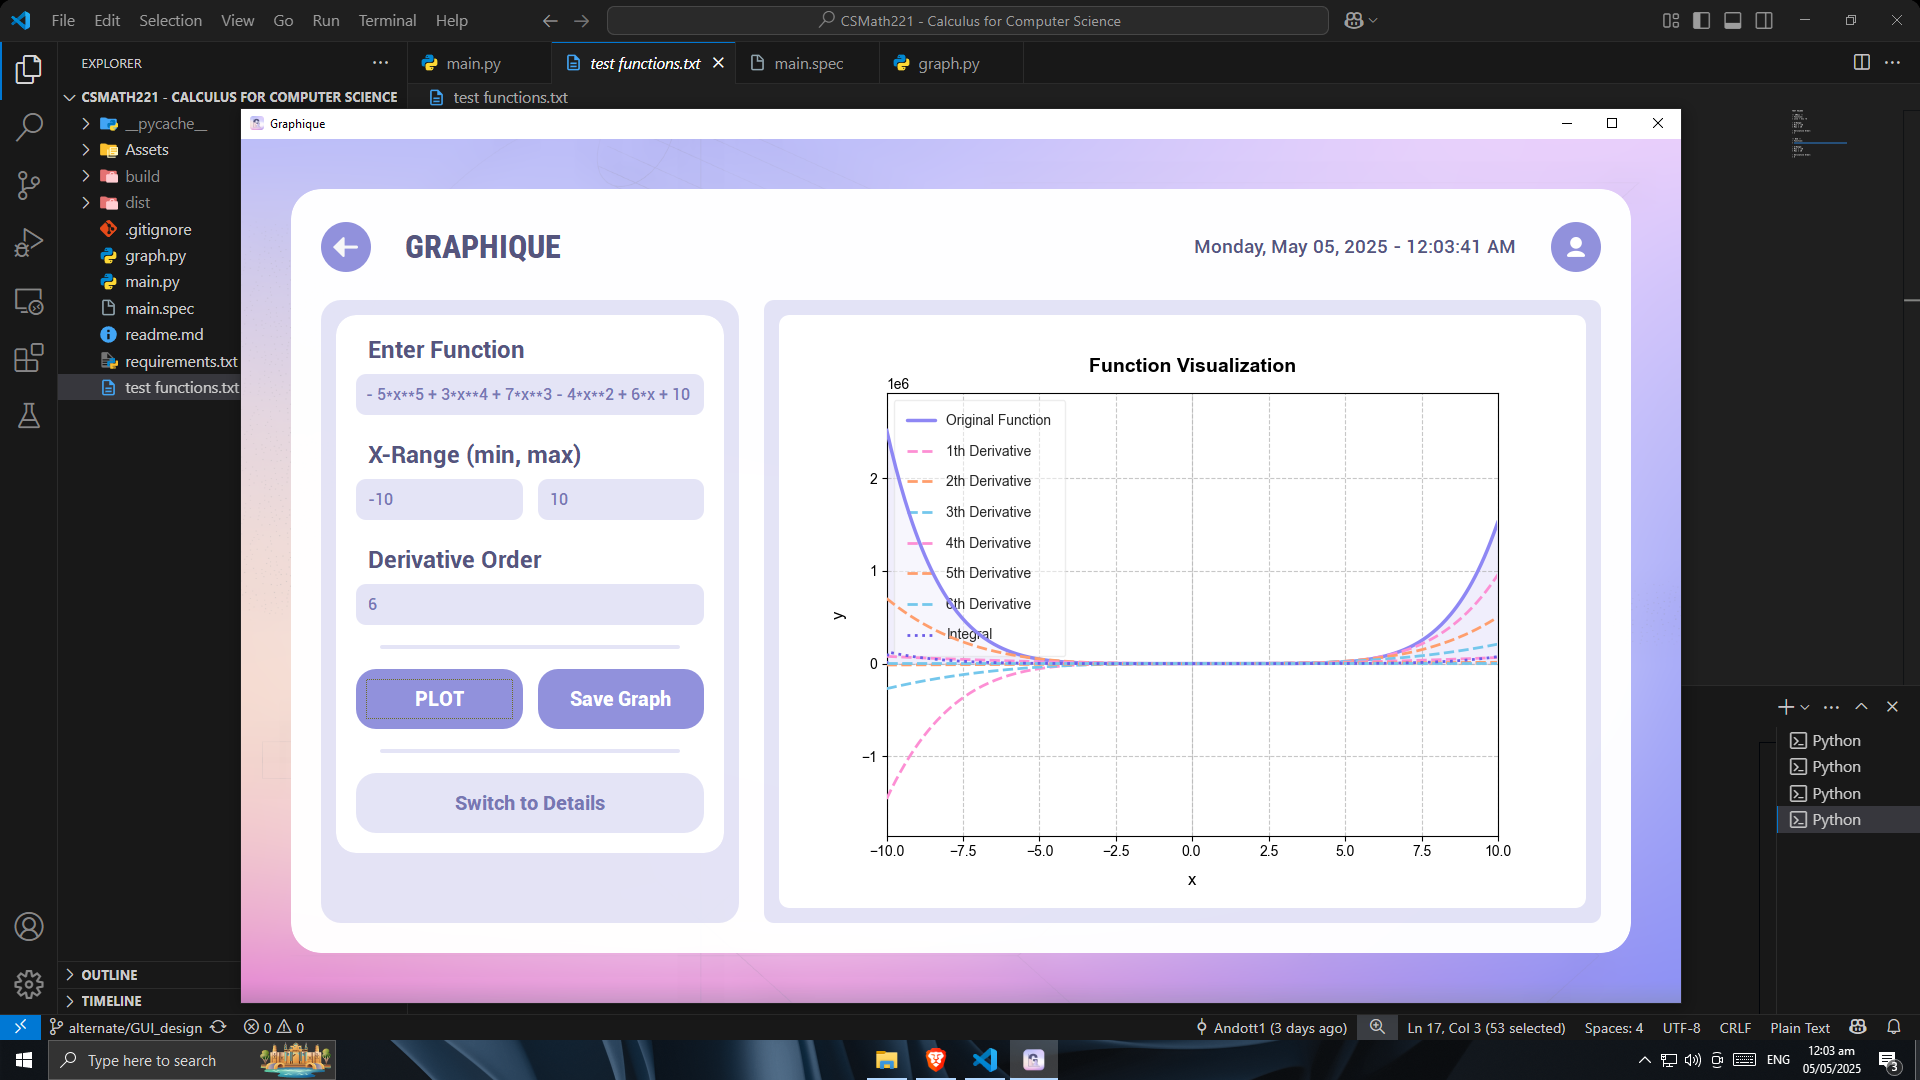 File Edit Selection View Go Run Terminal Help
CSMath221 - Calculus for Computer Science
EXPLORER
main.py
test functions.txt
main.spec
graph.py
CSMATH221 - CALCULUS FOR COMPUTER SCIENCE
test functions.txt
__pycache__
Assets
build
dist
.gitignore
graph.py
main.py
main.spec
readme.md
requirements.txt
test functions.txt
Graphique
GRAPHIQUE
Monday, May 05, 2025 - 12:03:41 AM
Enter Function
- 5*x**5 + 3*x**4 + 7*x**3 - 4*x**2 + 6*x + 10
X-Range (min, max)
-10
10
Derivative Order
6
PLOT
Save Graph
Switch to Details
Function Visualization
1e6
Original Function
1th Derivative
2th Derivative
3th Derivative
4th Derivative
5th Derivative
6th Derivative
Integral
2
1
0
−1
y
−10.0 −7.5 −5.0 −2.5 0.0 2.5 5.0 7.5 10.0
x
Python
Python
Python
Python
OUTLINE
TIMELINE
alternate/GUI_design
0 0
Andott1 (3 days ago)
Ln 17, Col 3 (53 selected)
Spaces: 4
UTF-8
CRLF
Plain Text
Type here to search
ENG
12:03 am
05/05/2025
3